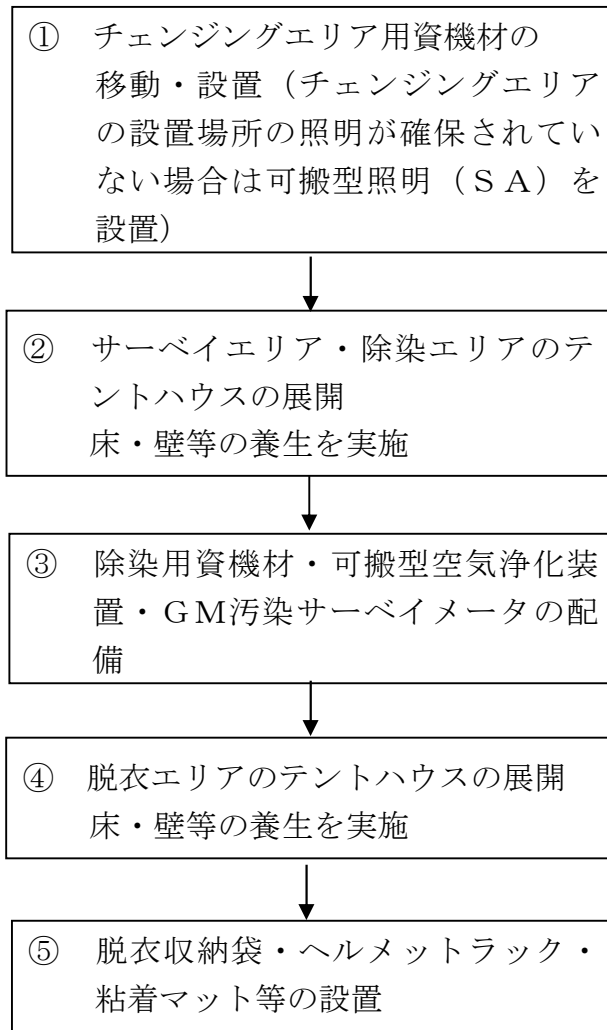 ① チェンジングエリア用資機材の
移動・設置（チェンジングエリア
の設置場所の照明が確保されてい
ない場合は可搬型照明（ＳＡ）を
設置）
② サーベイエリア・除染エリアのテ
ントハウスの展開
床・壁等の養生を実施
③ 除染用資機材・可搬型空気浄化装
置・ＧＭ汚染サーベイメータの配
備
④ 脱衣エリアのテントハウスの展開
床・壁等の養生を実施
⑤ 脱衣収納袋・ヘルメットラック・
粘着マット等の設置